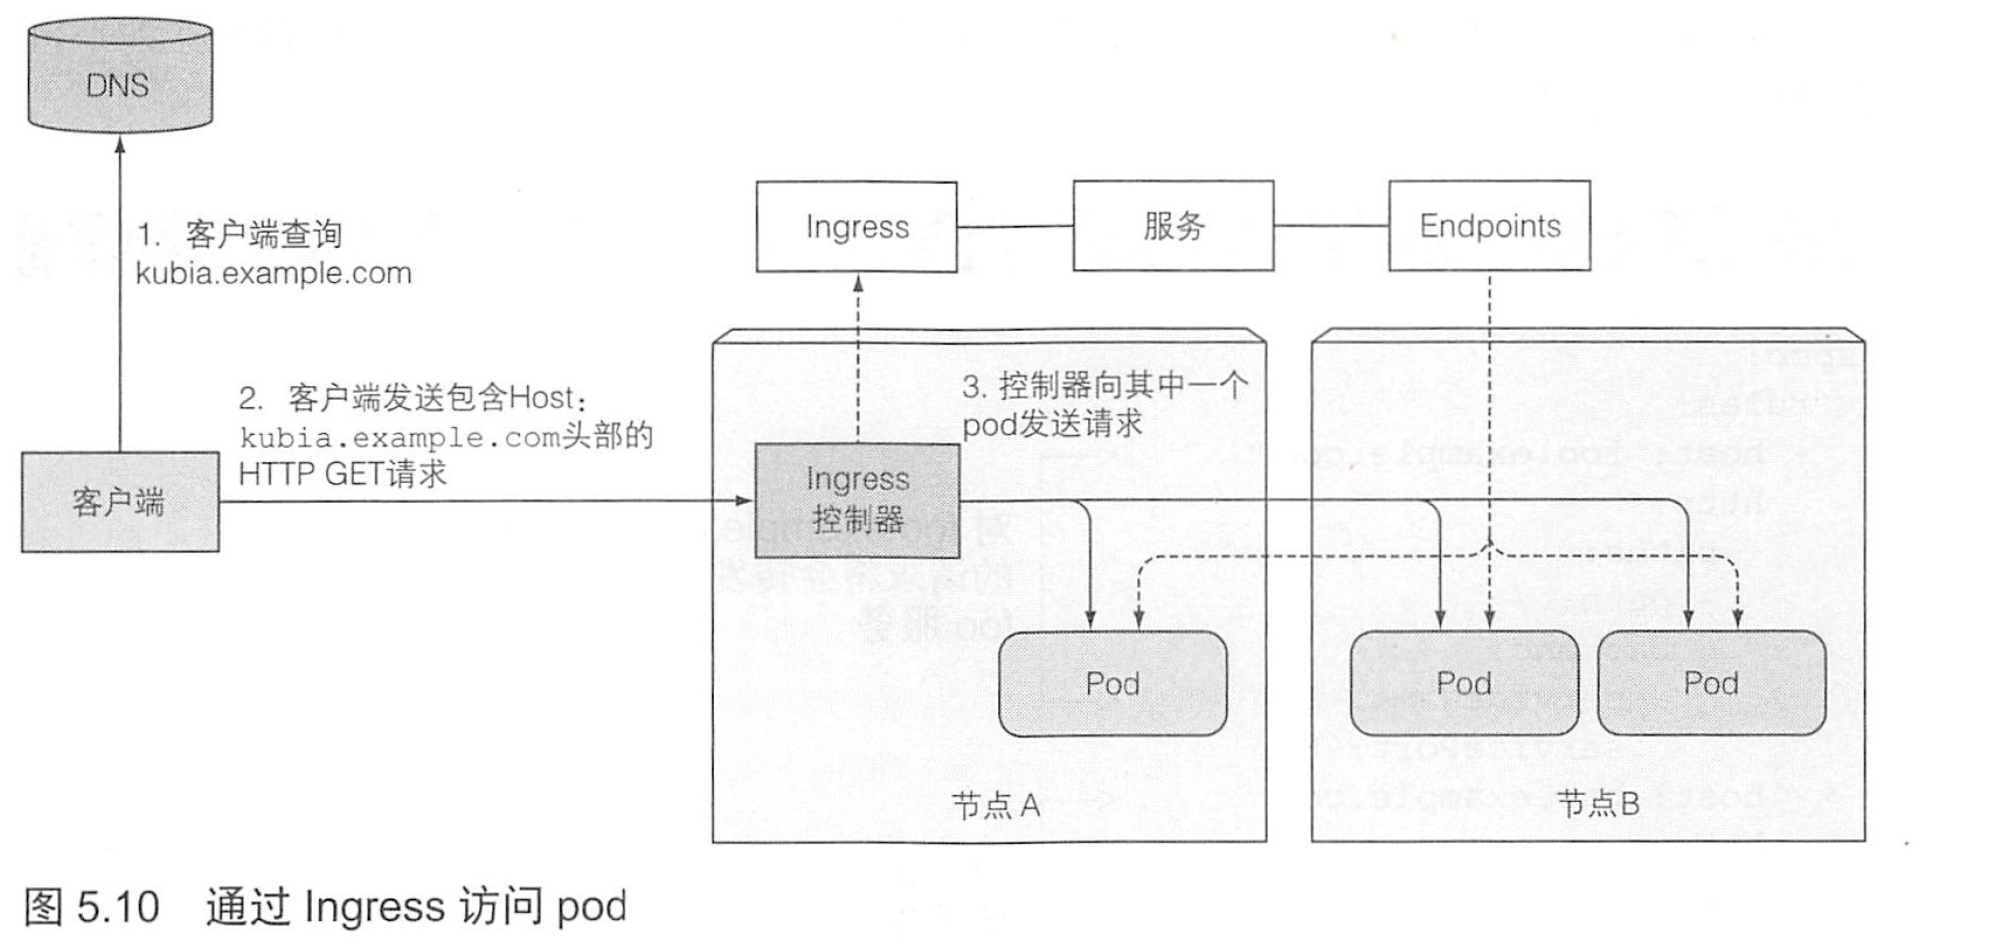 DNS
1. 客户端查询
kubia.example.com
Ingress
服务
Endpoints
2. 客户端发送包含Host：
kubia.example.com头部的
HTTP GET请求
3. 控制器向其中一个
pod发送请求
客户端
Ingress
控制器
Pod
Pod
Pod
节点A
节点B
图 5.10 通过 Ingress 访问 pod